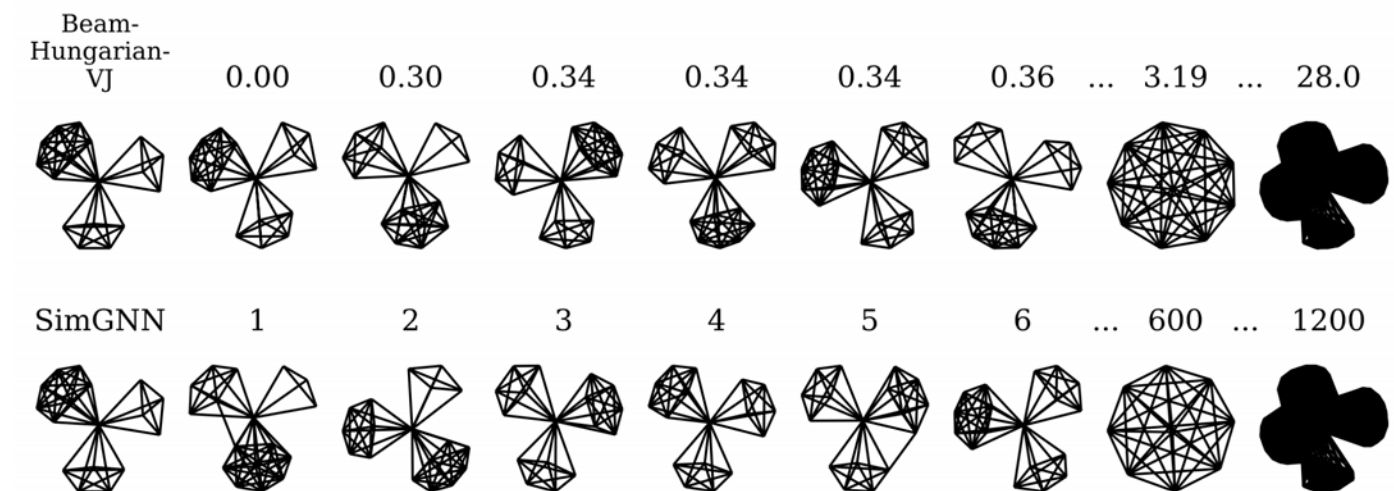 Beam-
Hungarian-
VJ 0.00 0.30 0.34 0.34 0.34 0.36 ... 3.19 ... 28.0
SimGNN 1 2 3 4 5 6 ... 600 ... 1200